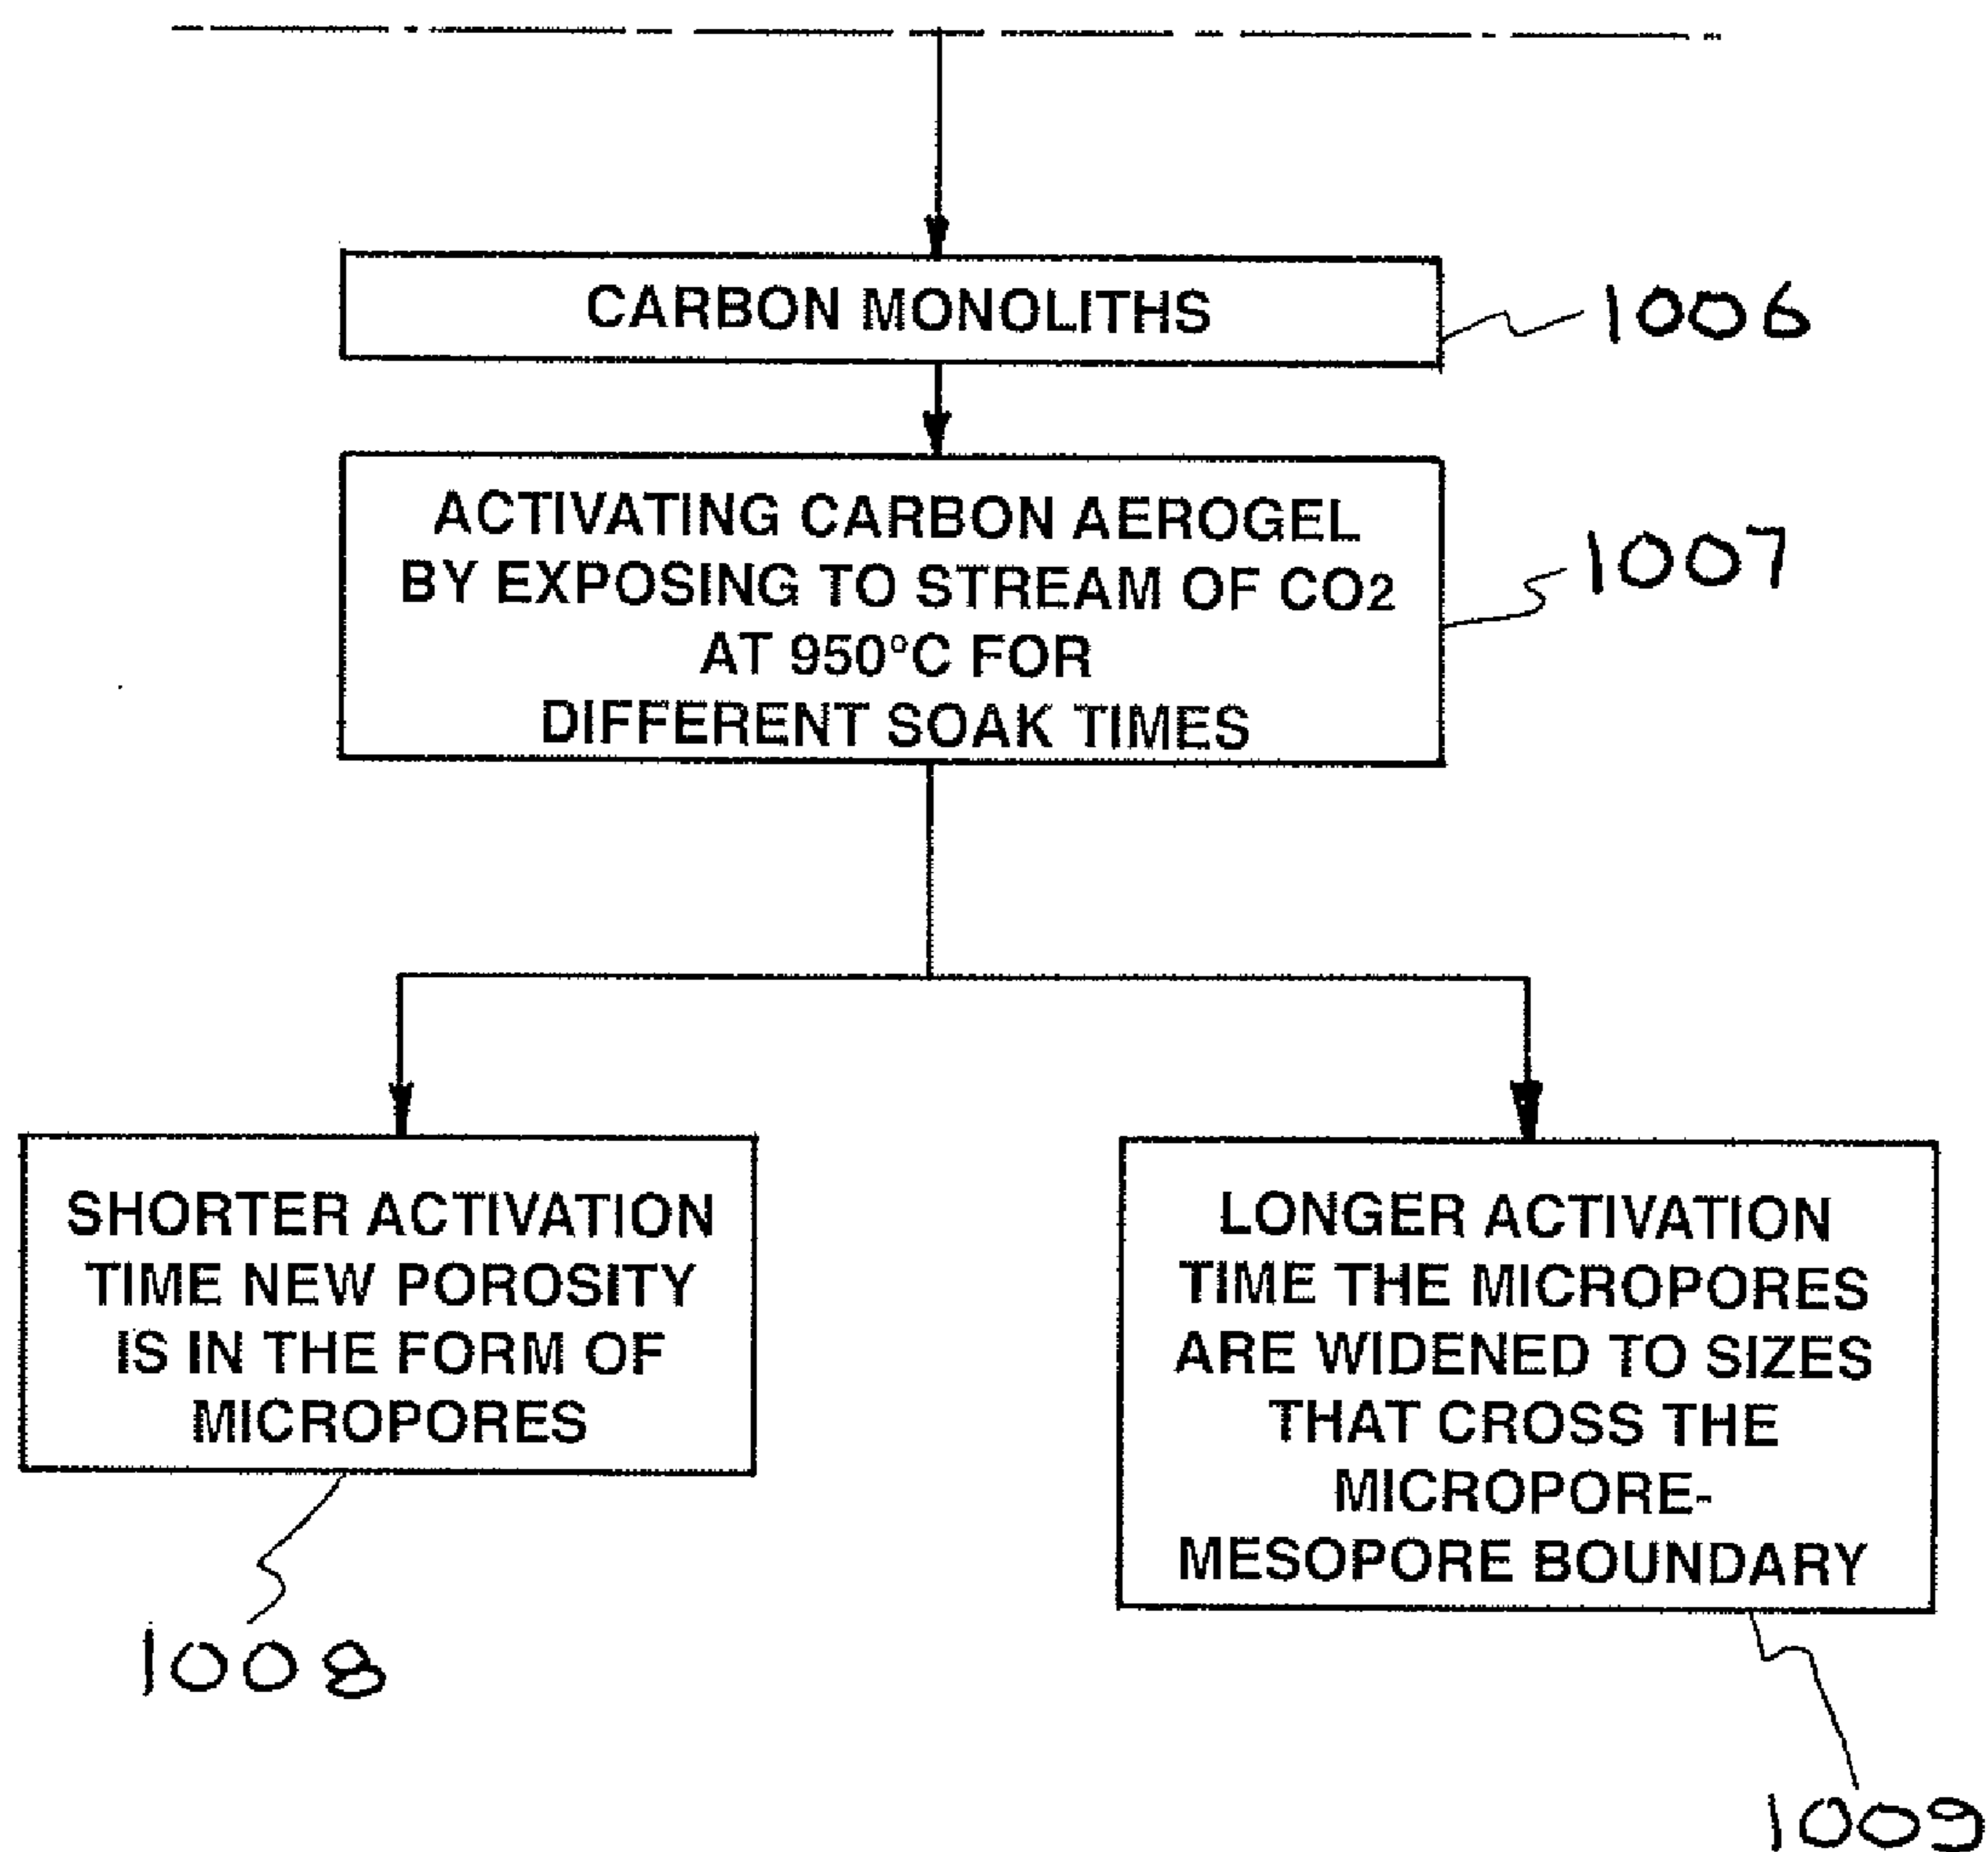 CARBON MONOLITHS
1006
ACTIVATING CARBON AEROGEL
BY EXPOSING TO STREAM OF CO2
AT 950°C FOR
DIFFERENT SOAK TIMES
1007
SHORTER ACTIVATION
TIME NEW POROSITY
IS IN THE FORM OF
MICROPORES
1008
LONGER ACTIVATION
TIME THE MICROPORES
ARE WIDENED TO SIZES
THAT CROSS THE
MICROPORE-
MESOPORE BOUNDARY
1009